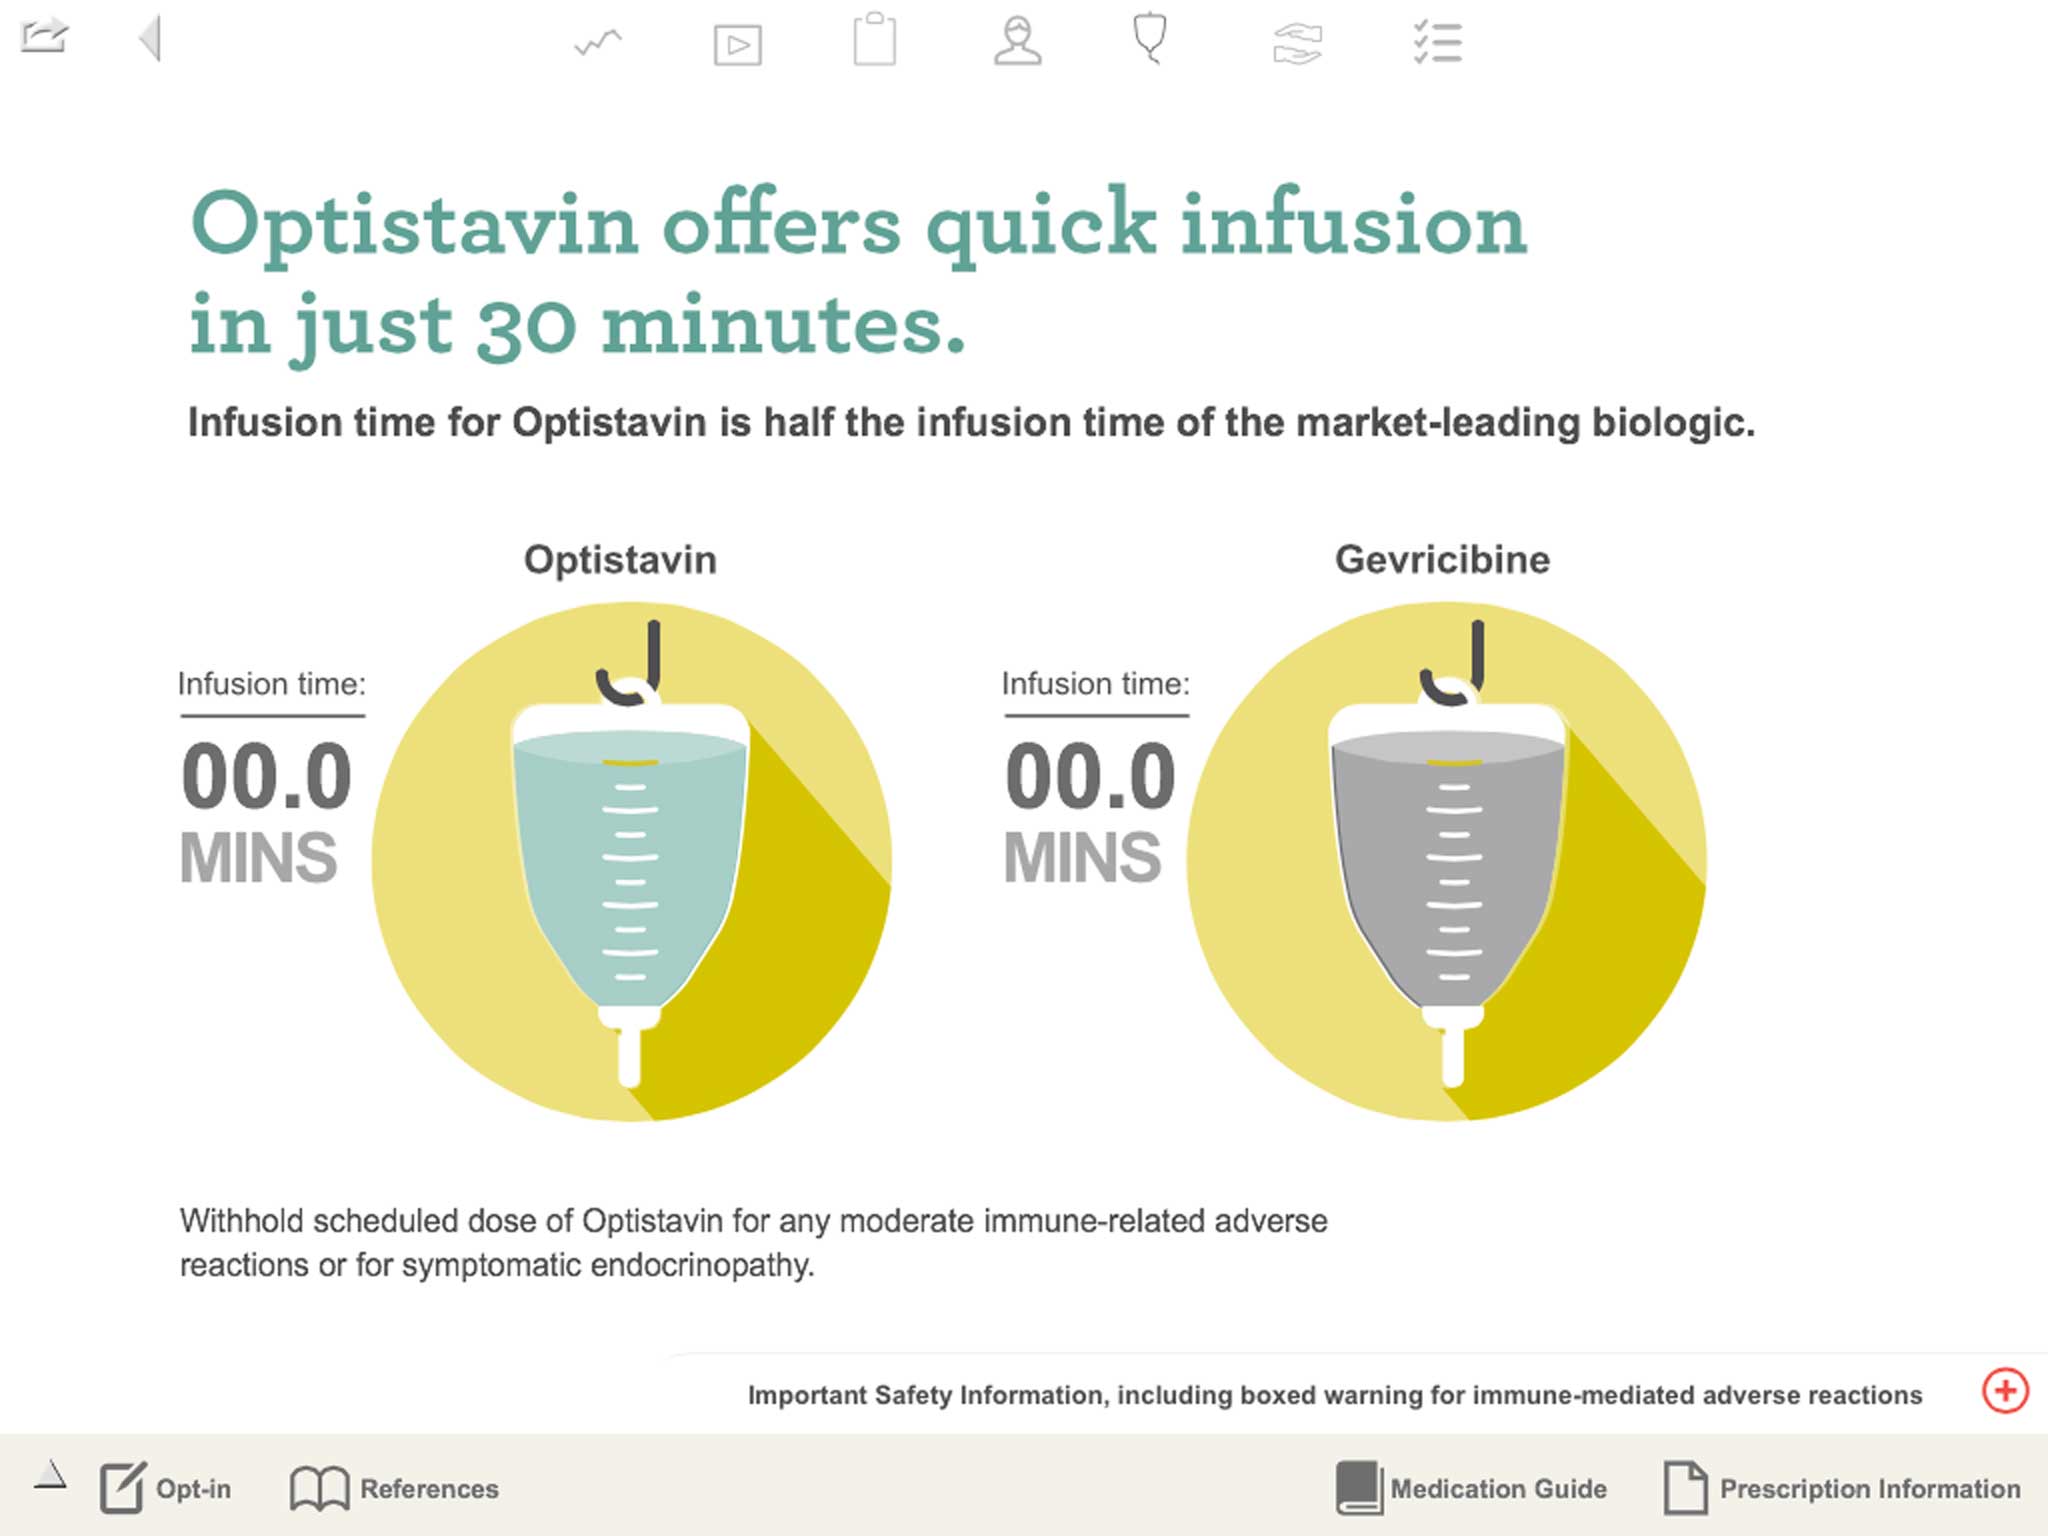 Optistavin offers quick infusion
in just 30 minutes.
Infusion time for Optistavin is half the infusion time of the market-leading biologic.
Optistavin
Infusion time:
00.0
MINS
Gevricibine
Infusion time:
00.0
MINS
Withhold scheduled dose of Optistavin for any moderate immune-related adverse
reactions or for symptomatic endocrinopathy.
Important Safety Information, including boxed warning for immune-mediated adverse reactions
Opt-in
References
Medication Guide
Prescription Information